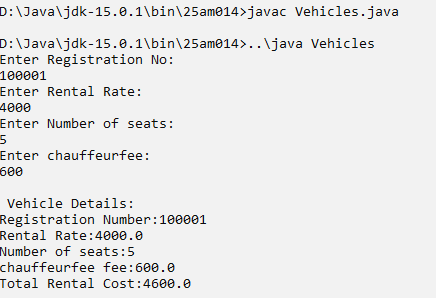 D:\Java\jdk-15.0.1\bin\25am014>javac Vehicles.java
D:\Java\jdk-15.0.1\bin\25am014>..\java Vehicles
Enter Registration No:
100001
Enter Rental Rate:
4000
Enter Number of seats:
5
Enter chauffeurfee:
600
Vehicle Details:
Registration Number:100001
Rental Rate:4000.0
Number of seats:5
chauffeurfee fee:600.0
Total Rental Cost:4600.0